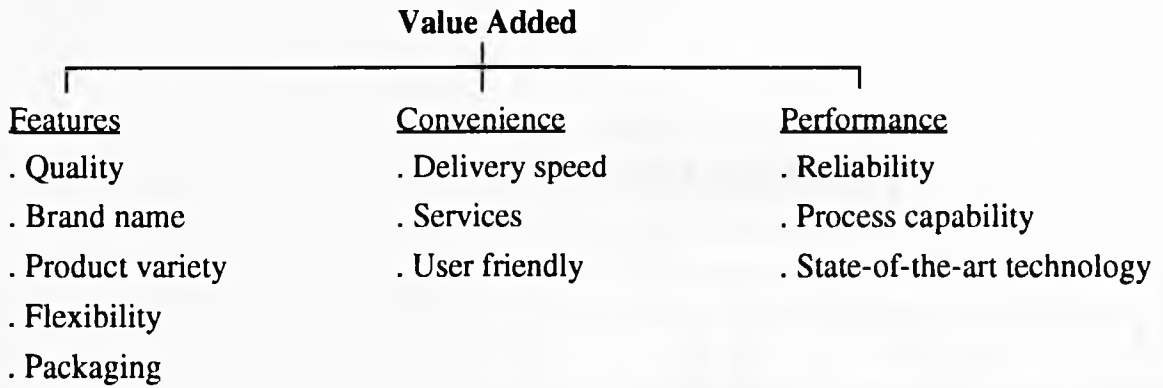 Value Added
Features
. Quality
. Brand name
. Product variety
. Flexibility
. Packaging
Convenience
. Delivery speed
. Services
. User friendly
Performance
. Reliability
. Process capability
. State-of-the-art technology